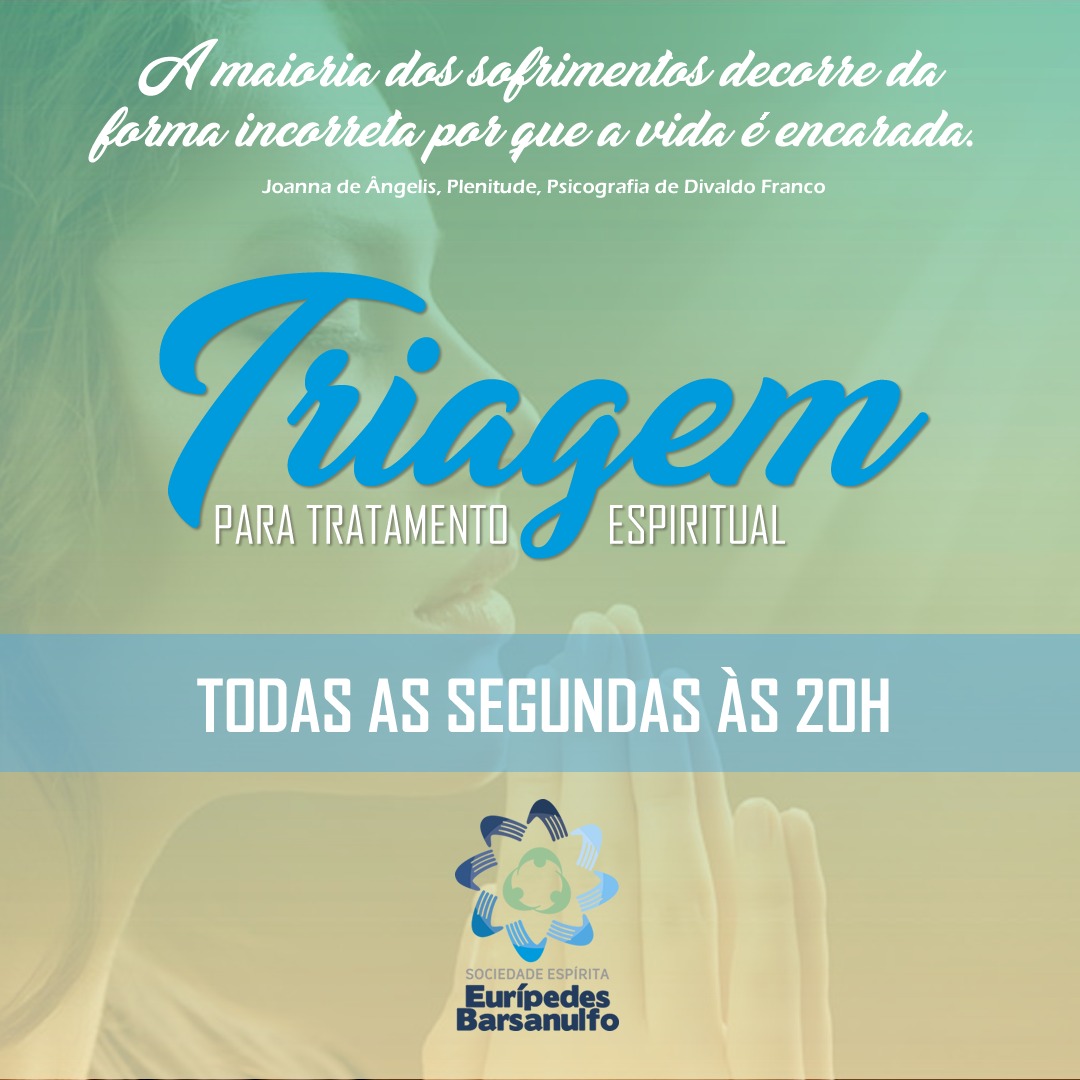 A maioria dos sofrimentos decorre da
forma incorreta por que a vida é encarada.
Joanna de Ângelis, Plenitude, Psicografia de Divaldo Franco
Triagem
PARA TRATAMENTO ESPIRITUAL
TODAS AS SEGUNDAS ÀS 20H
SOCIEDADE ESPÍRITA
Eurípedes
Barsanulfo